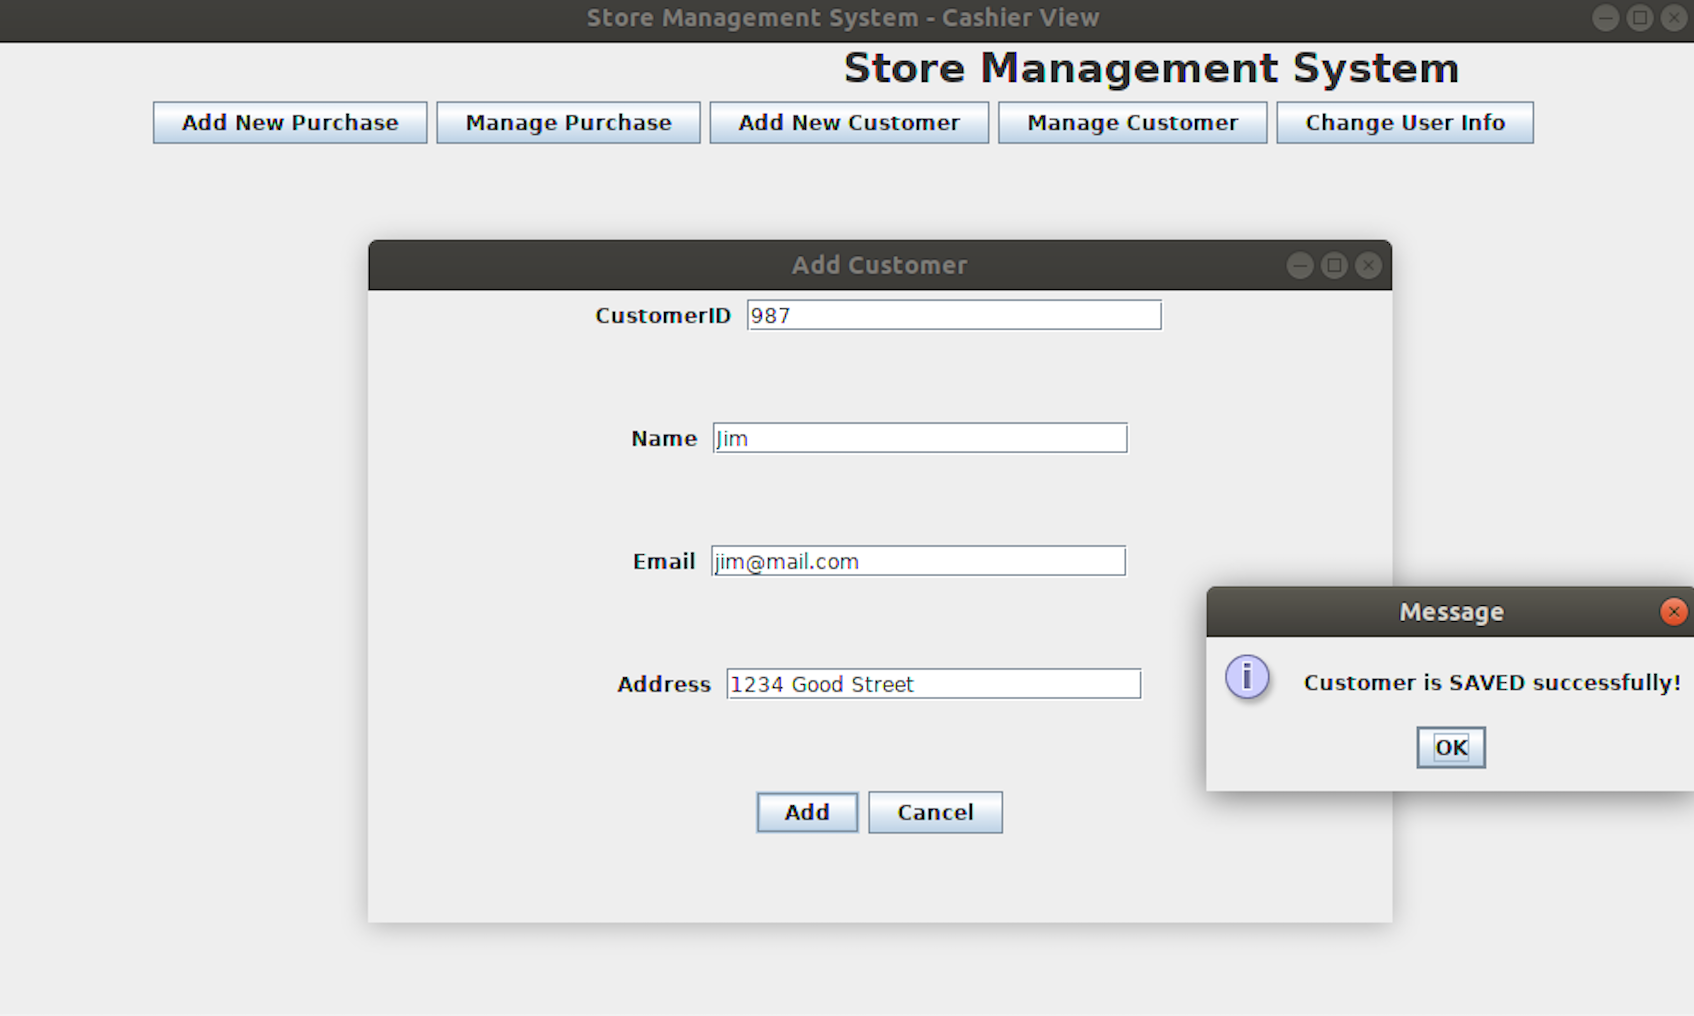 Store Management System - Cashier View
Store Management System
Add New Purchase Manage Purchase Add New Customer Manage Customer Change User Info
Add Customer
CustomerID 987
Name Jim
Email jim@mail.com
Address 1234 Good Street
Add Cancel
Message
i Customer is SAVED successfully!
OK